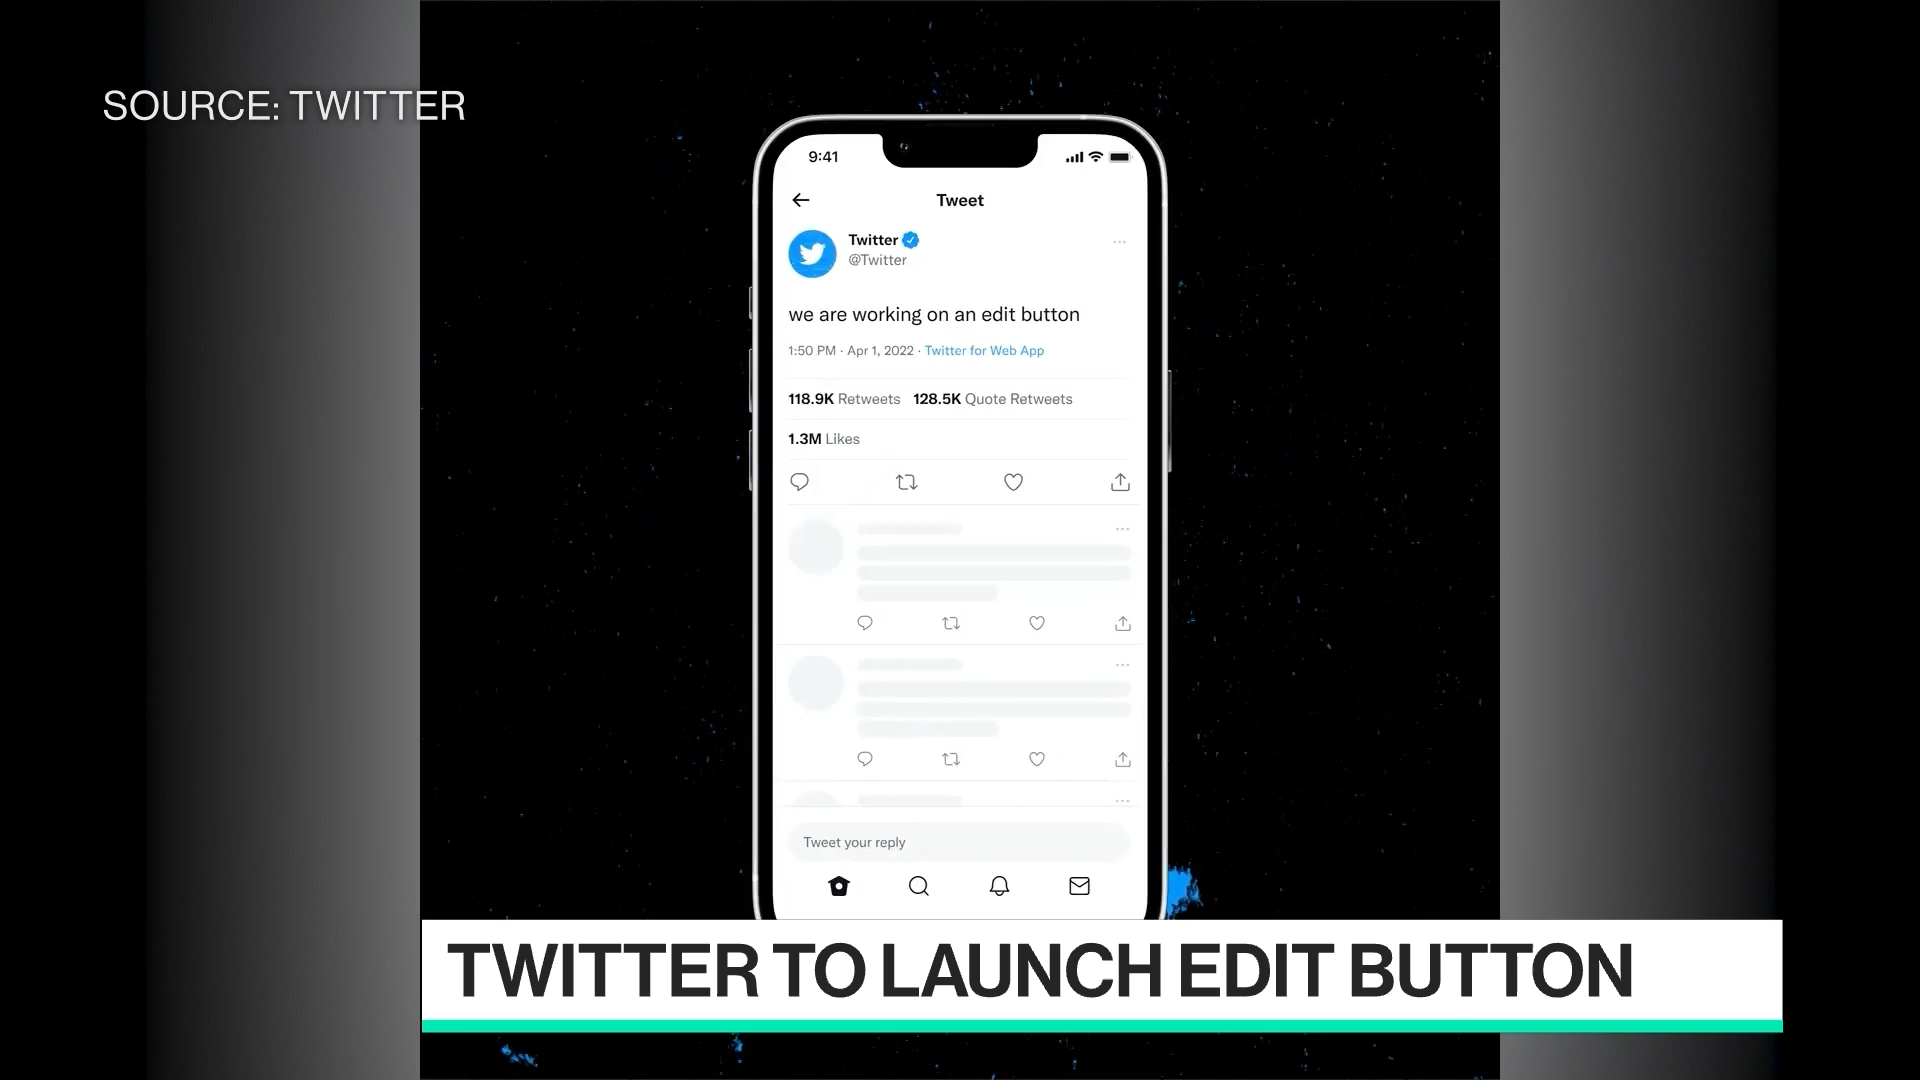 SOURCE: TWITTER
9:41
Tweet
Twitter
@Twitter
we are working on an edit button
1:50 PM · Apr 1, 2022 · Twitter for Web App
118.9K Retweets 128.5K Quote Retweets
1.3M Likes
Tweet your reply
TWITTER TO LAUNCH EDIT BUTTON